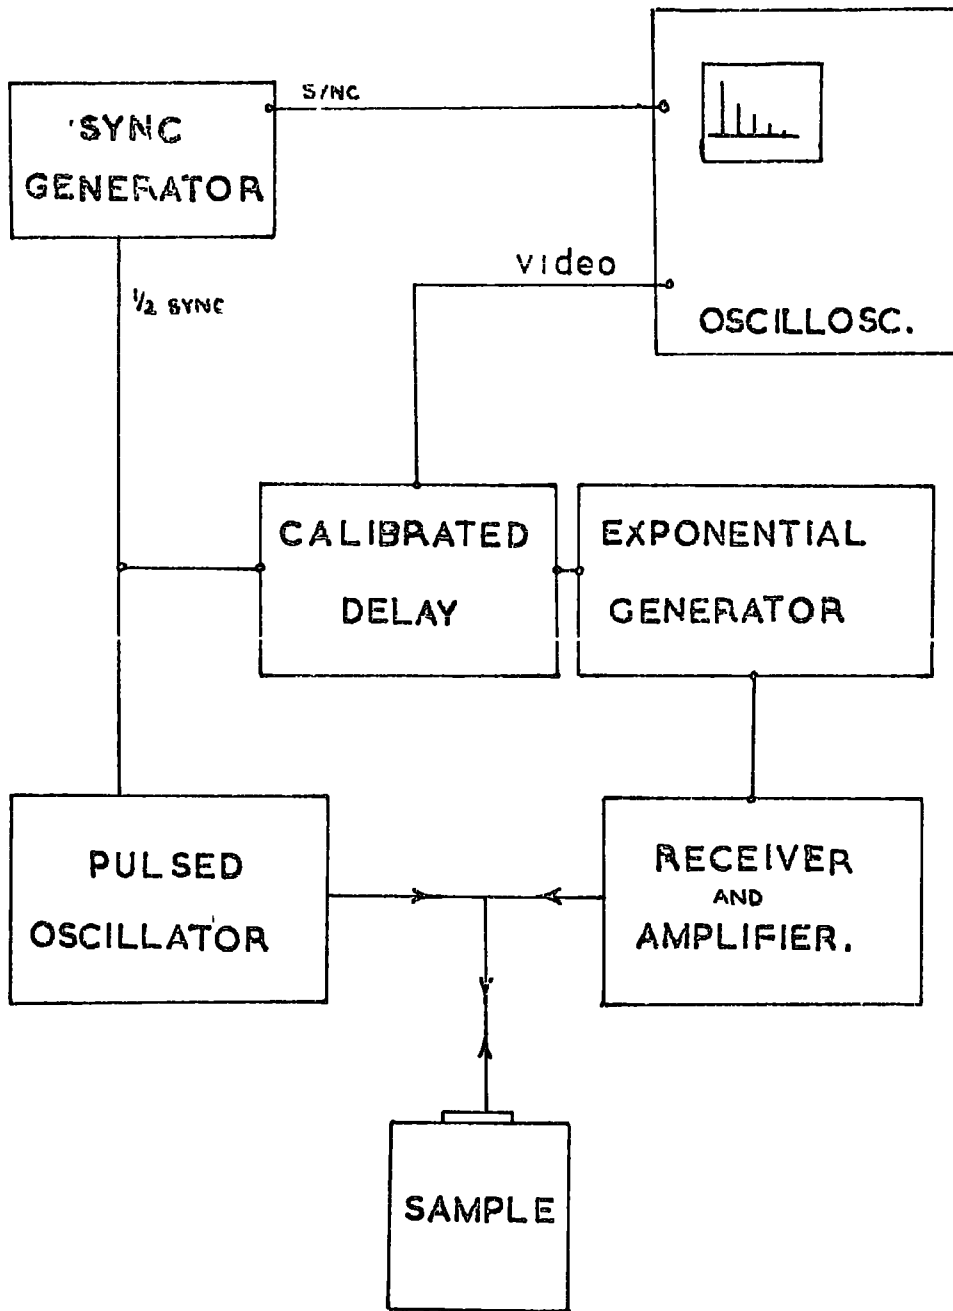 SYNC
SYNC
GENERATOR
1/2 SYNC
video
OSCILLOSC.
CALIBRATED
DELAY
EXPONENTIAL
GENERATOR
PULSED
OSCILLATOR
RECEIVER
AND
AMPLIFIER.
SAMPLE